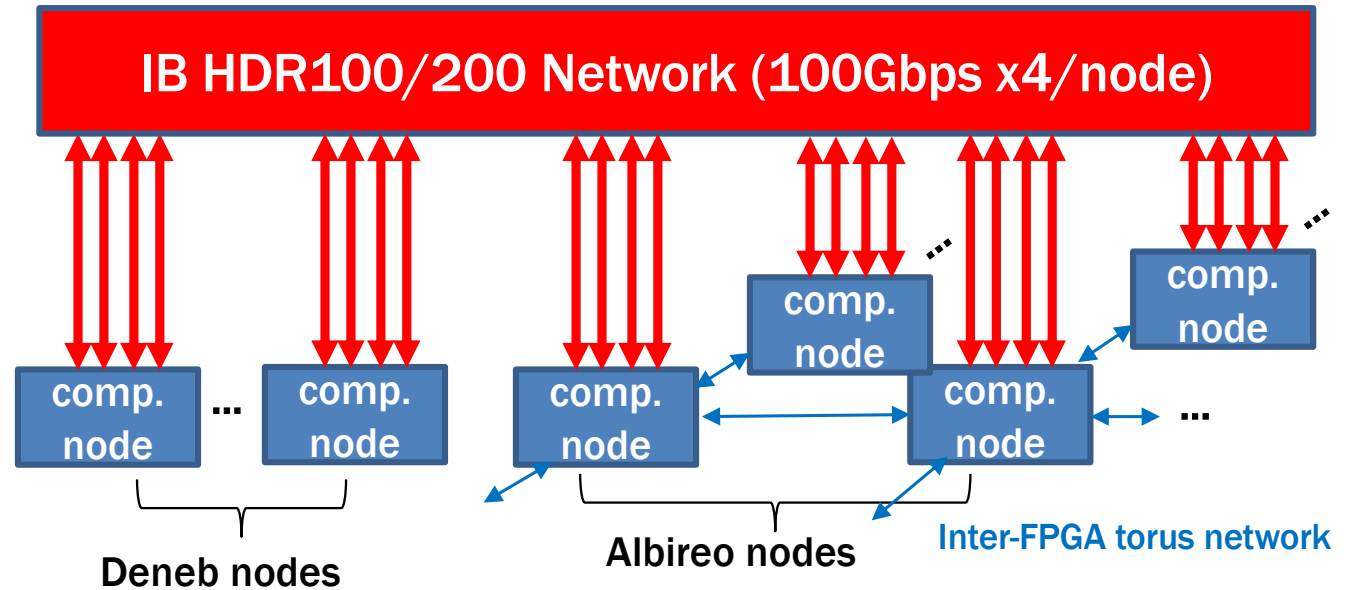 IB HDR100/200 Network (100Gbps x4/node)
comp.
node
...
comp.
node
comp.
node
comp.
node
...
comp.
node
...
comp.
node
...
Deneb nodes
Albireo nodes
Inter-FPGA torus network